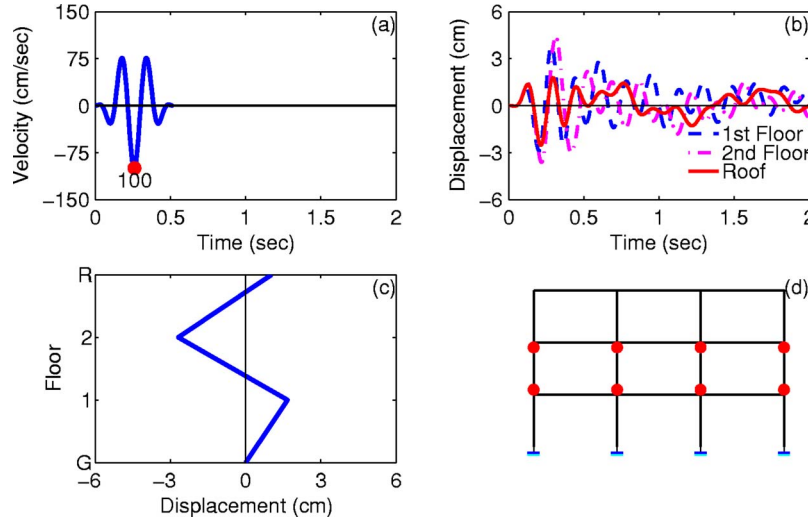 (a)
150
75
0
-75
-150
Velocity (cm/sec)
100
0
0.5
1
1.5
2
Time (sec)
(b)
6
3
0
-3
-6
Displacement (cm)
1st Floor
2nd Floor
Roof
0
0.5
1
1.5
2
Time (sec)
(c)
R
2
1
G
Floor
-6
-3
0
3
6
Displacement (cm)
(d)